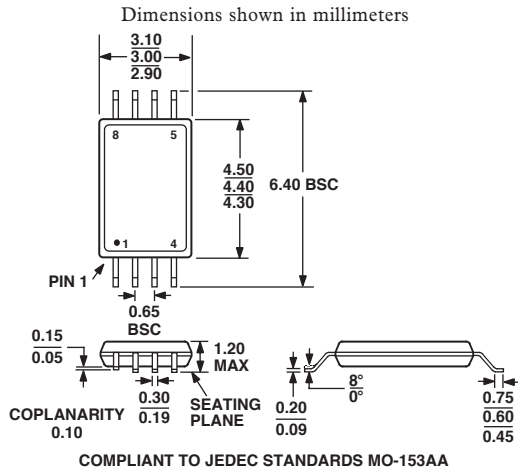 Dimensions shown in millimeters
3.10
3.00
2.90
8
5
4.50
4.40
4.30
6.40 BSC
1
4
PIN 1
0.65
BSC
0.15
0.05
1.20
MAX
COPLANARITY
0.10
0.30
0.19
SEATING
PLANE
0.20
0.09
8°
0°
0.75
0.60
0.45
COMPLIANT TO JEDEC STANDARDS MO-153AA